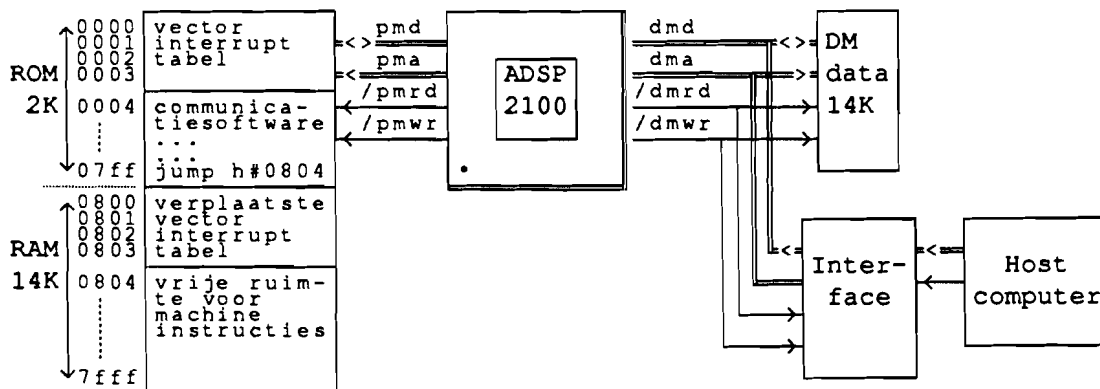 ROM
2K
0000
0001
0002
0003
0004
07ff
vector
interrupt
tabel
communica-
tiesoftware
...
...
jump h#0804
RAM
14K
0800
0801
0802
0803
0804
7fff
verplaatste
vector
interrupt
tabel
vrije ruim-
te voor
machine
instructies
pmd
pma
/pmrd
/pmwr
ADSP
2100
dmd
dma
/dmrd
/dmwr
DM
data
14K
Inter-
face
Host
computer